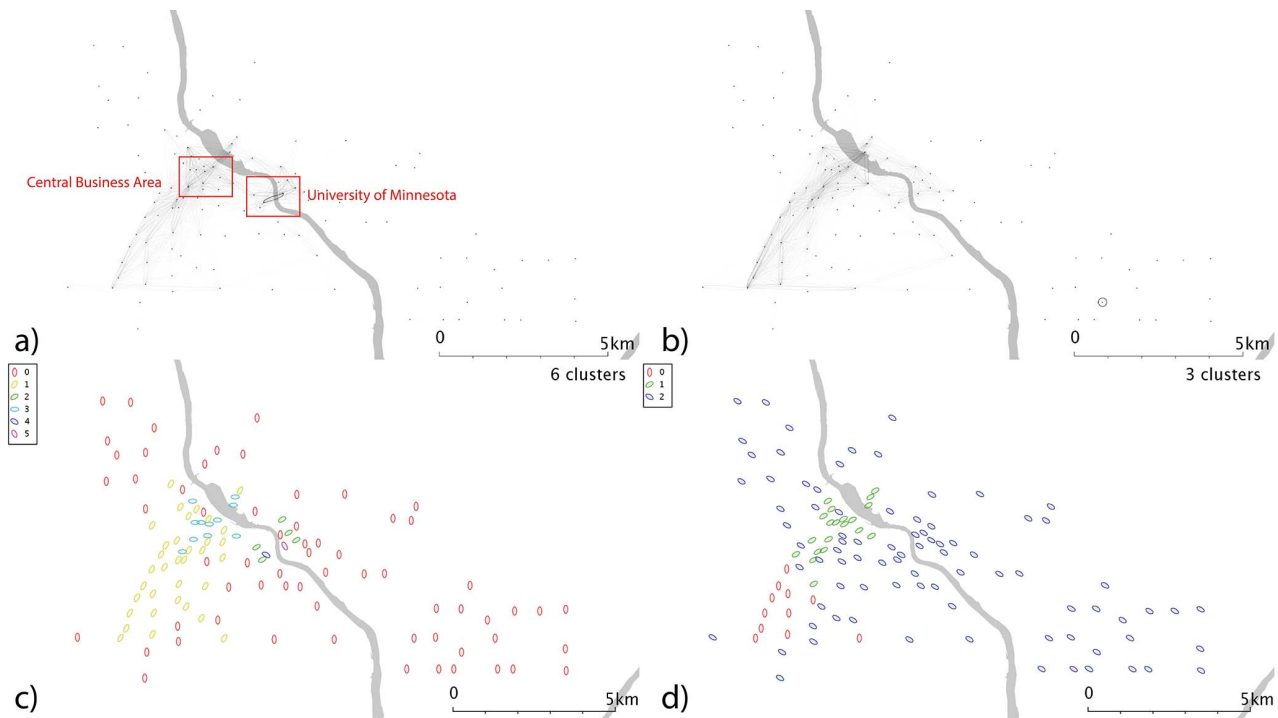 Central Business Area
University of Minnesota
a)
0
5km
b)
0
5km
6 clusters
0
1
2
3
4
5
c)
0
5km
3 clusters
0
1
2
d)
0
5km